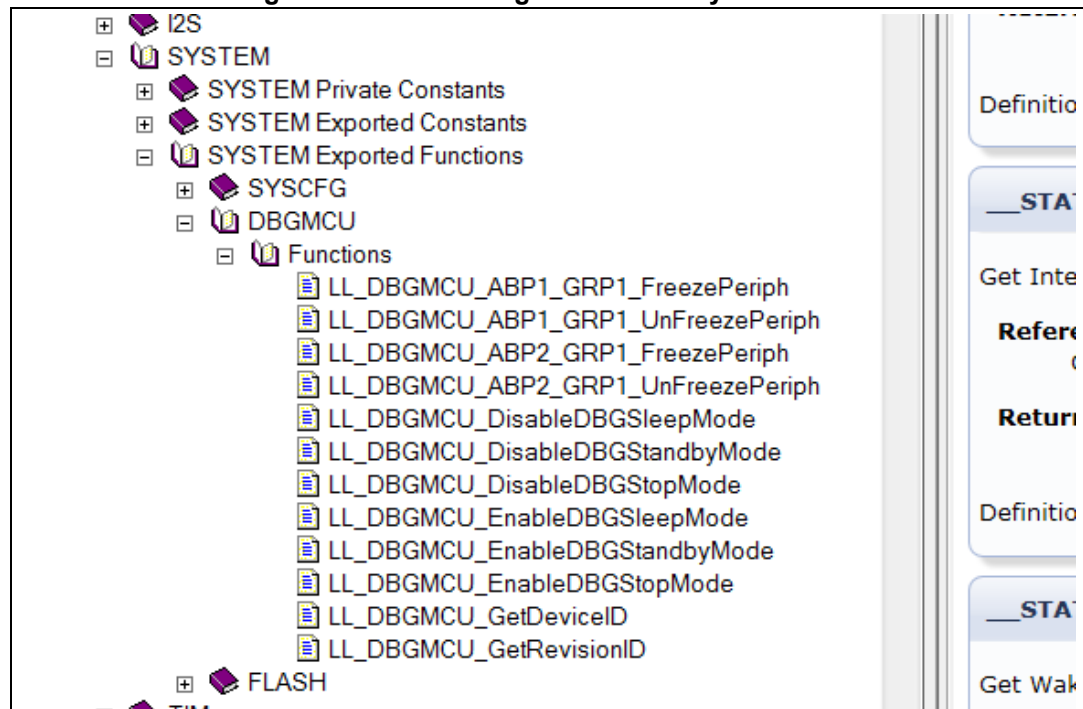 I2S
SYSTEM
SYSTEM Private Constants
SYSTEM Exported Constants
SYSTEM Exported Functions
SYSCFG
DBGMCU
Functions
LL_DBGMCU_ABP1_GRP1_FreezePeriph
LL_DBGMCU_ABP1_GRP1_UnFreezePeriph
LL_DBGMCU_ABP2_GRP1_FreezePeriph
LL_DBGMCU_ABP2_GRP1_UnFreezePeriph
LL_DBGMCU_DisableDBGSleepMode
LL_DBGMCU_DisableDBGStandbyMode
LL_DBGMCU_DisableDBGStopMode
LL_DBGMCU_EnableDBGSleepMode
LL_DBGMCU_EnableDBGStandbyMode
LL_DBGMCU_EnableDBGStopMode
LL_DBGMCU_GetDeviceID
LL_DBGMCU_GetRevisionID
FLASH
Definitio
__STAT
Get Inte
Refere
Return
Definitio
__STAT
Get Wak